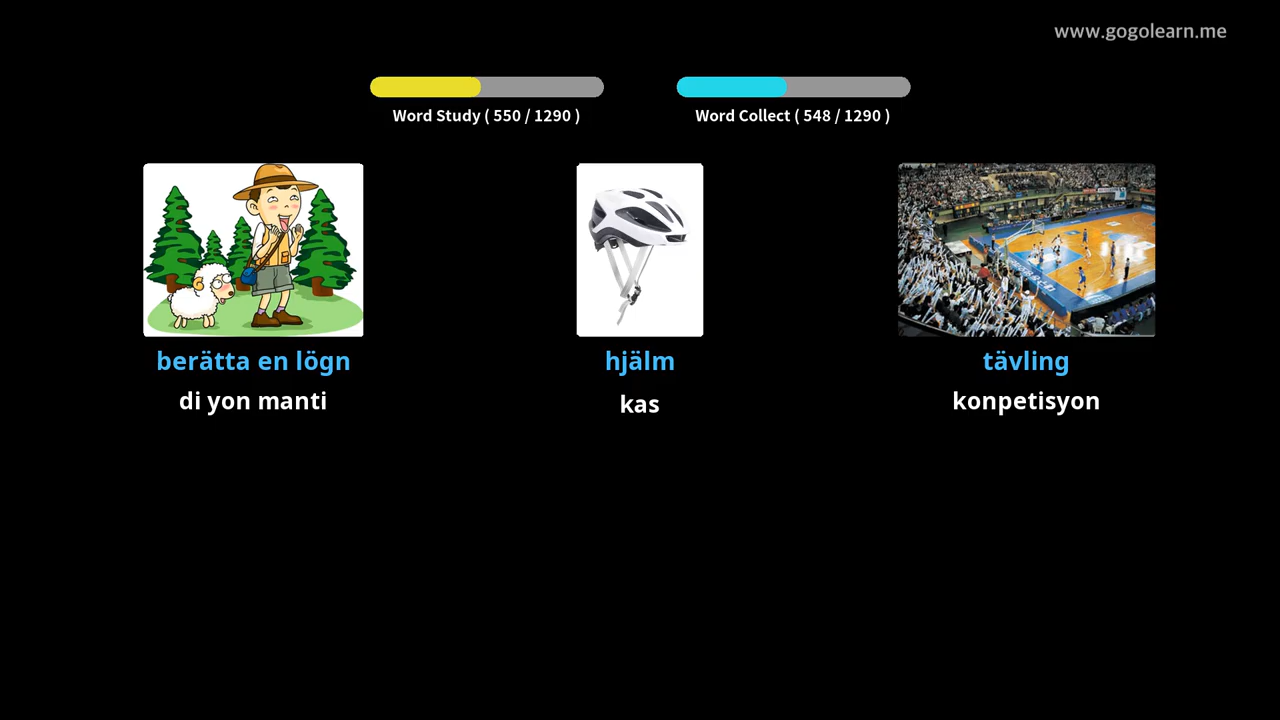 www.gogolearn.me
Word Study ( 550 / 1290 )
Word Collect ( 548 / 1290 )
berätta en lögn
di yon manti
hjälm
kas
tävling
konpetisyon